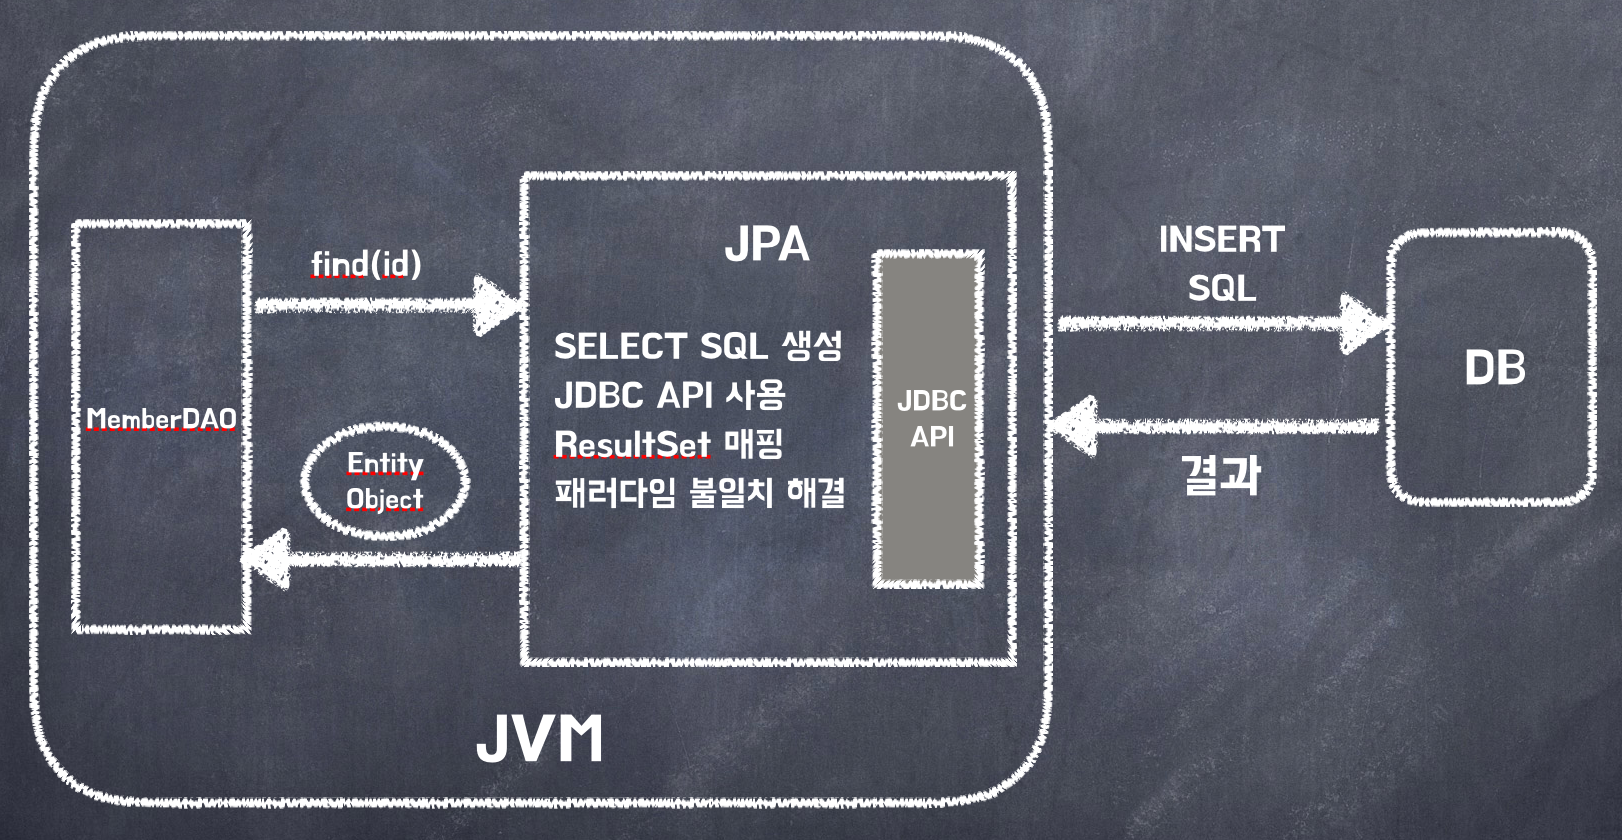 MemberDAO
find(id)
Entity
Object
JPA
SELECT SQL 생성
JDBC API 사용
ResultSet 매핑
패러다임 불일치 해결
JDBC
API
INSERT
SQL
결과
DB
JVM